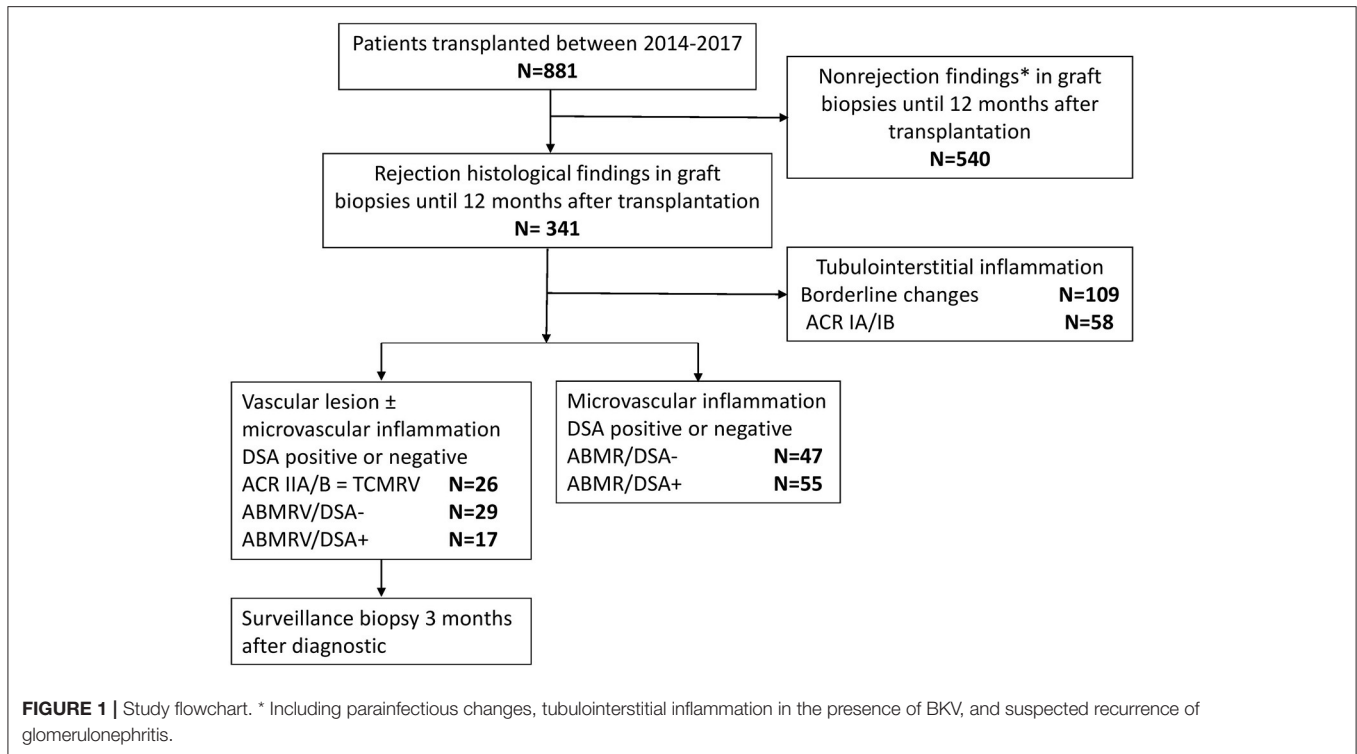 Patients transplanted between 2014-2017
N=881
Nonrejection findings* in graft
biopsies until 12 months after
transplantation
N=540
Rejection histological findings in graft
biopsies until 12 months after transplantation
N= 341
Tubulointerstitial inflammation
Borderline changes N=109
ACR IA/IB N=58
Vascular lesion ±
microvascular inflammation
DSA positive or negative
ACR IIA/B = TCMRV N=26
ABMRV/DSA- N=29
ABMRV/DSA+ N=17
Microvascular inflammation
DSA positive or negative
ABMR/DSA- N=47
ABMR/DSA+ N=55
Surveillance biopsy 3 months
after diagnostic
FIGURE 1 | Study flowchart. * Including parainfectious changes, tubulointerstitial inflammation in the presence of BKV, and suspected recurrence of
glomerulonephritis.